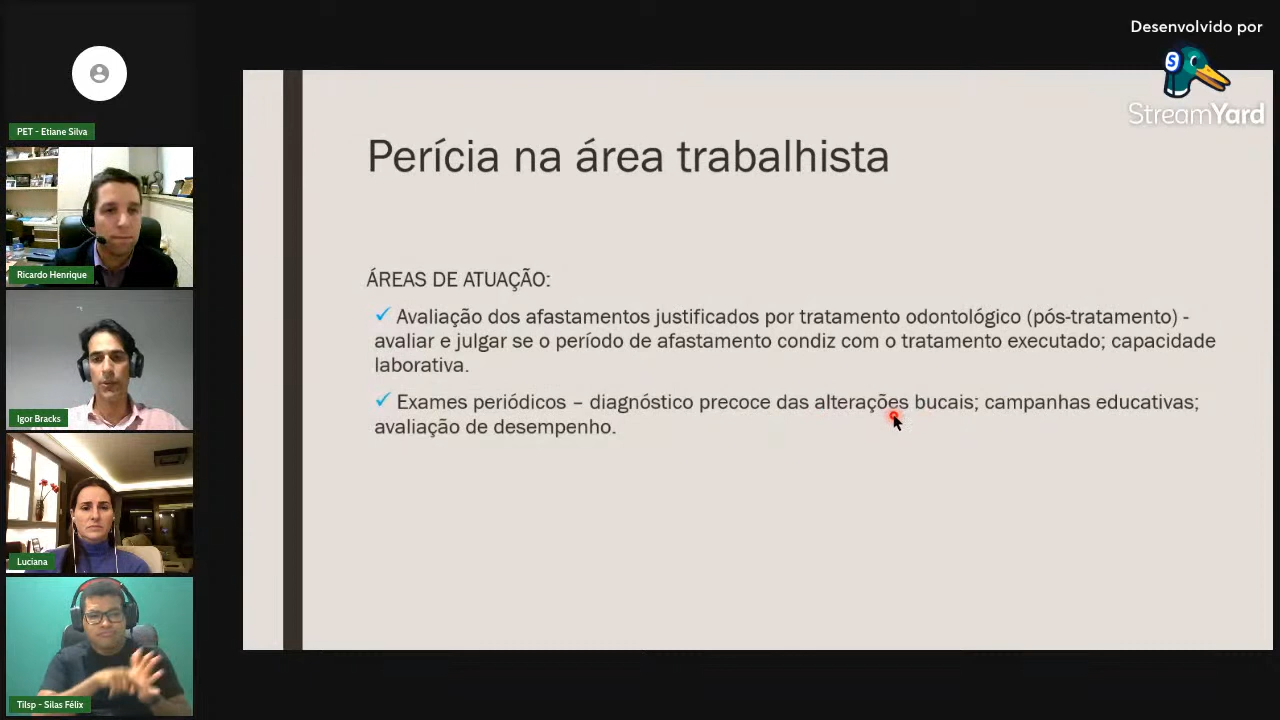 Desenvolvido por
StreamYard
PET - Etiane Silva
Ricardo Henrique
Igor Bracks
Luciana
Tilsp - Silas Félix
Perícia na área trabalhista
ÁREAS DE ATUAÇÃO:
✓ Avaliação dos afastamentos justificados por tratamento odontológico (pós-tratamento) -
avaliar e julgar se o período de afastamento condiz com o tratamento executado; capacidade
laborativa.
✓ Exames periódicos – diagnóstico precoce das alterações bucais; campanhas educativas;
avaliação de desempenho.